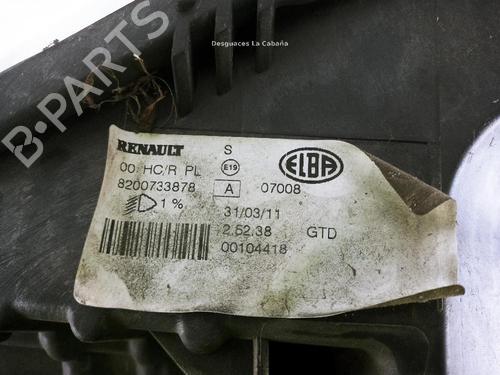 Desguaces La Cabaña
B-PARTS
RENAULT S
00 HC/R PL E19 ELBA
8200733878 A 07008
1 % 31/03/11
2.52.38 GTD
00104418